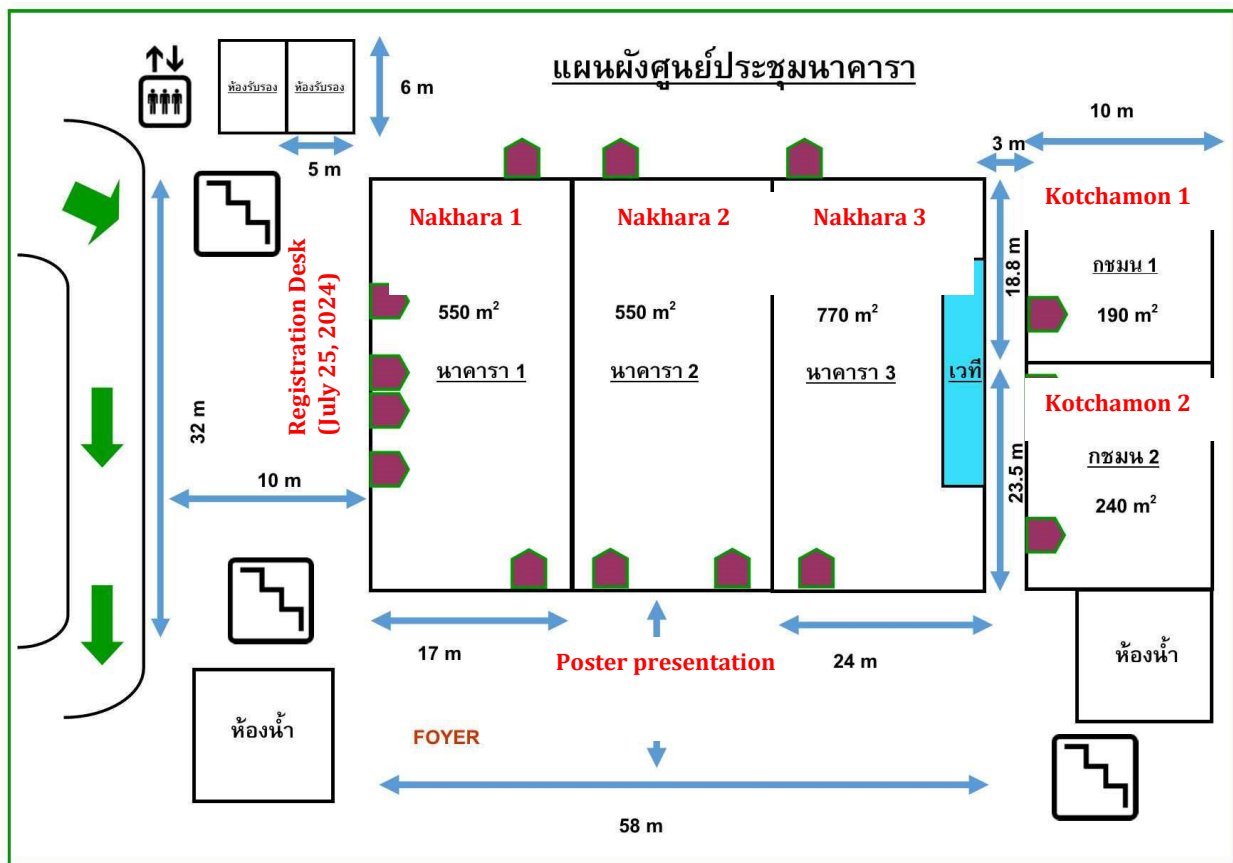 แผนผังศูนย์ประชุมนาคารา
ห้องรับรอง
ห้องรับรอง
6 m
5 m
3 m
10 m
Nakhara 1
Nakhara 2
Nakhara 3
Kotchamon 1
Registration Desk
(July 25, 2024)
18.8 m
กชมน 1
190 m²
550 m²
550 m²
770 m²
นาคารา 1
นาคารา 2
นาคารา 3
เวที
Kotchamon 2
32 m
10 m
23.5 m
กชมน 2
240 m²
17 m
Poster presentation
24 m
ห้องน้ำ
ห้องน้ำ
FOYER
58 m